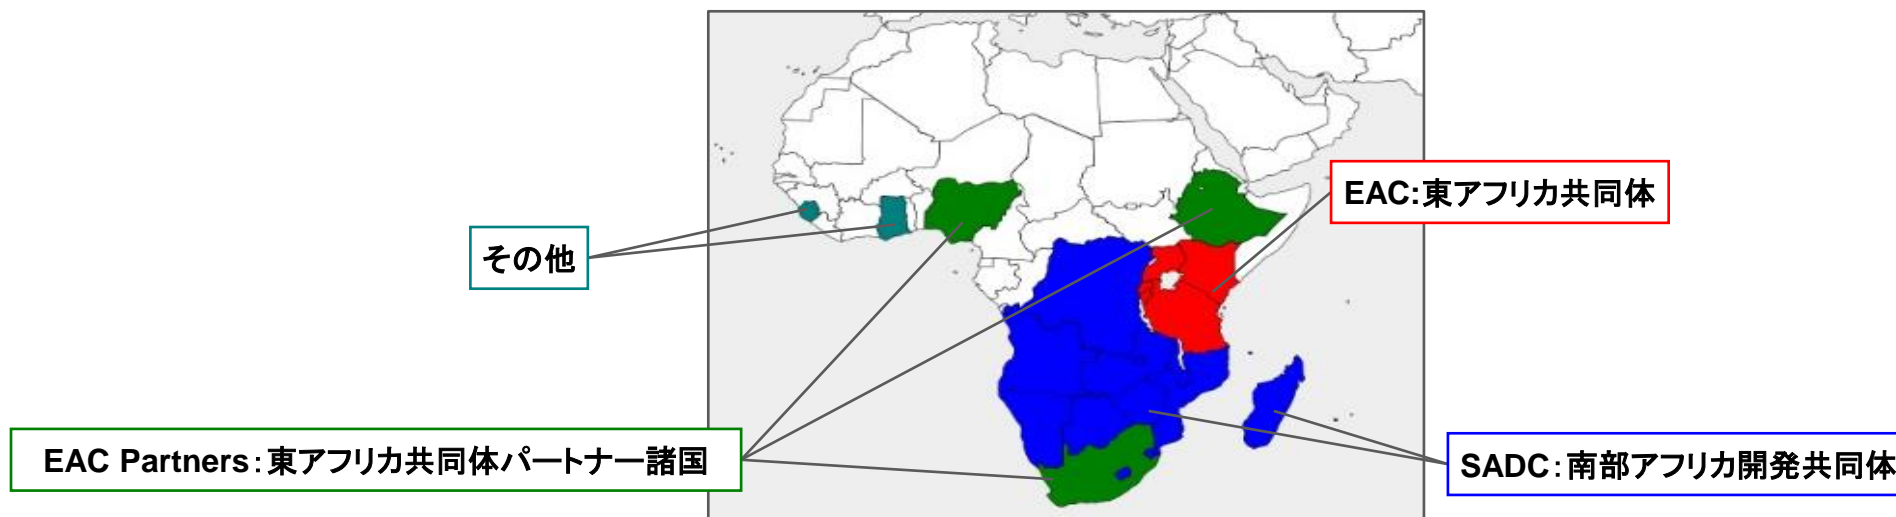 EAC:東アフリカ共同体
その他
EAC Partners：東アフリカ共同体パートナー諸国
SADC：南部アフリカ開発共同体